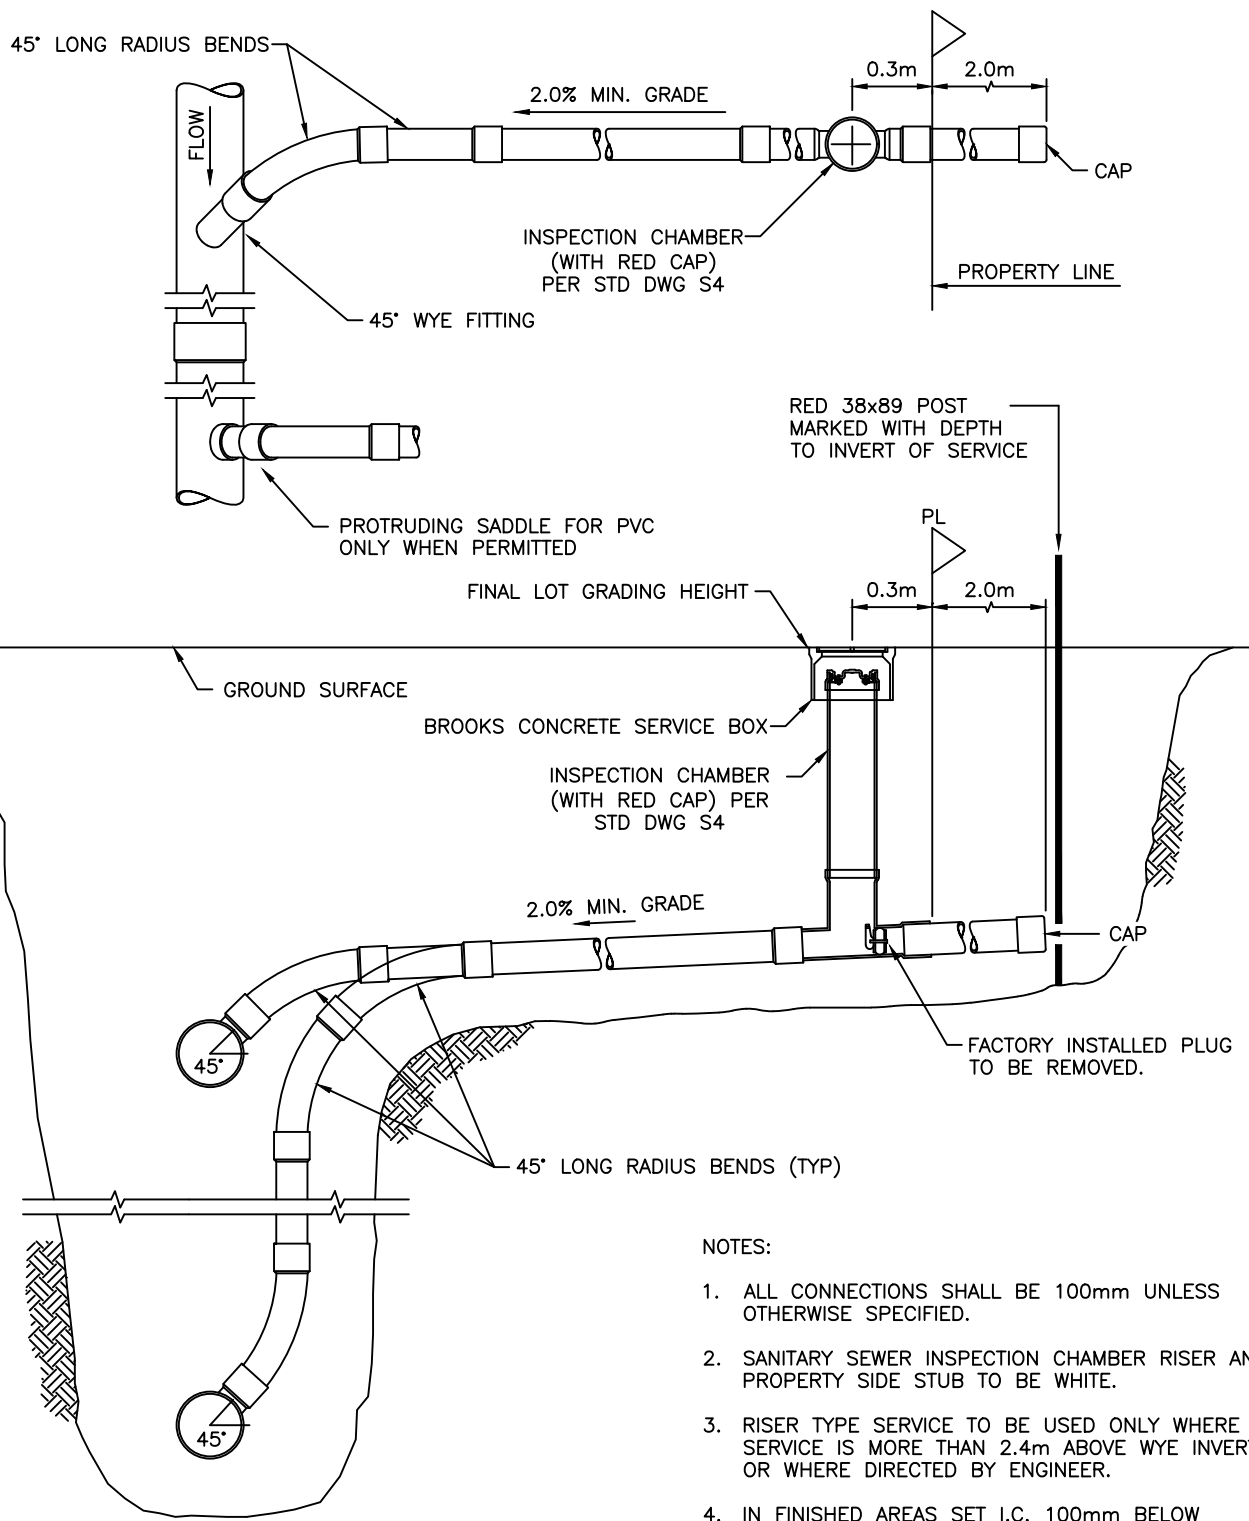 45° LONG RADIUS BENDS
FLOW
2.0% MIN. GRADE
0.3m
2.0m
CAP
INSPECTION CHAMBER
(WITH RED CAP)
PER STD DWG S4
PROPERTY LINE
45° WYE FITTING
RED 38x89 POST
MARKED WITH DEPTH
TO INVERT OF SERVICE
PROTRUDING SADDLE FOR PVC
ONLY WHEN PERMITTED
PL
FINAL LOT GRADING HEIGHT
0.3m
2.0m
GROUND SURFACE
BROOKS CONCRETE SERVICE BOX
INSPECTION CHAMBER
(WITH RED CAP) PER
STD DWG S4
2.0% MIN. GRADE
CAP
45°
FACTORY INSTALLED PLUG
TO BE REMOVED.
45° LONG RADIUS BENDS (TYP)
45°
NOTES:
1. ALL CONNECTIONS SHALL BE 100mm UNLESS
OTHERWISE SPECIFIED.
2. SANITARY SEWER INSPECTION CHAMBER RISER
PROPERTY SIDE STUB TO BE WHITE.
3. RISER TYPE SERVICE TO BE USED ONLY WHERE
SERVICE IS MORE THAN 2.4m ABOVE WYE INVERT
OR WHERE DIRECTED BY ENGINEER.
4. IN FINISHED AREAS SET I.C. 100mm BELOW